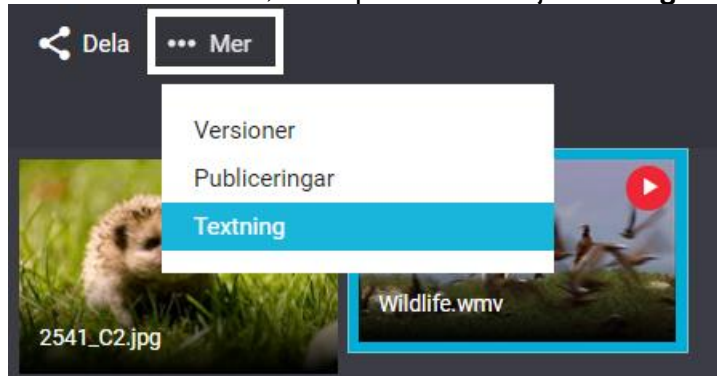 Dela ••• Mer
Versioner
Publiceringar
Textning
Wildlife.wmv
2541_C2.jpg